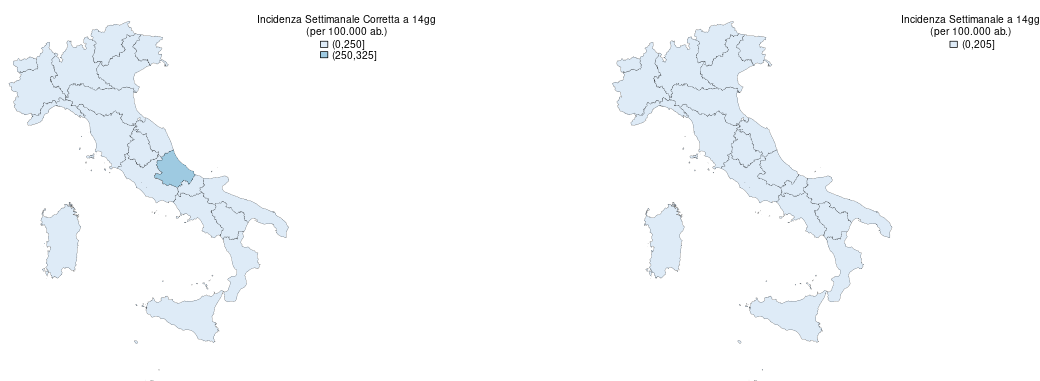 Incidenza Settimanale Corretta a 14gg
(per 100.000 ab.)
(0,250]
(250,325]
Incidenza Settimanale a 14gg
(per 100.000 ab.)
(0,205]